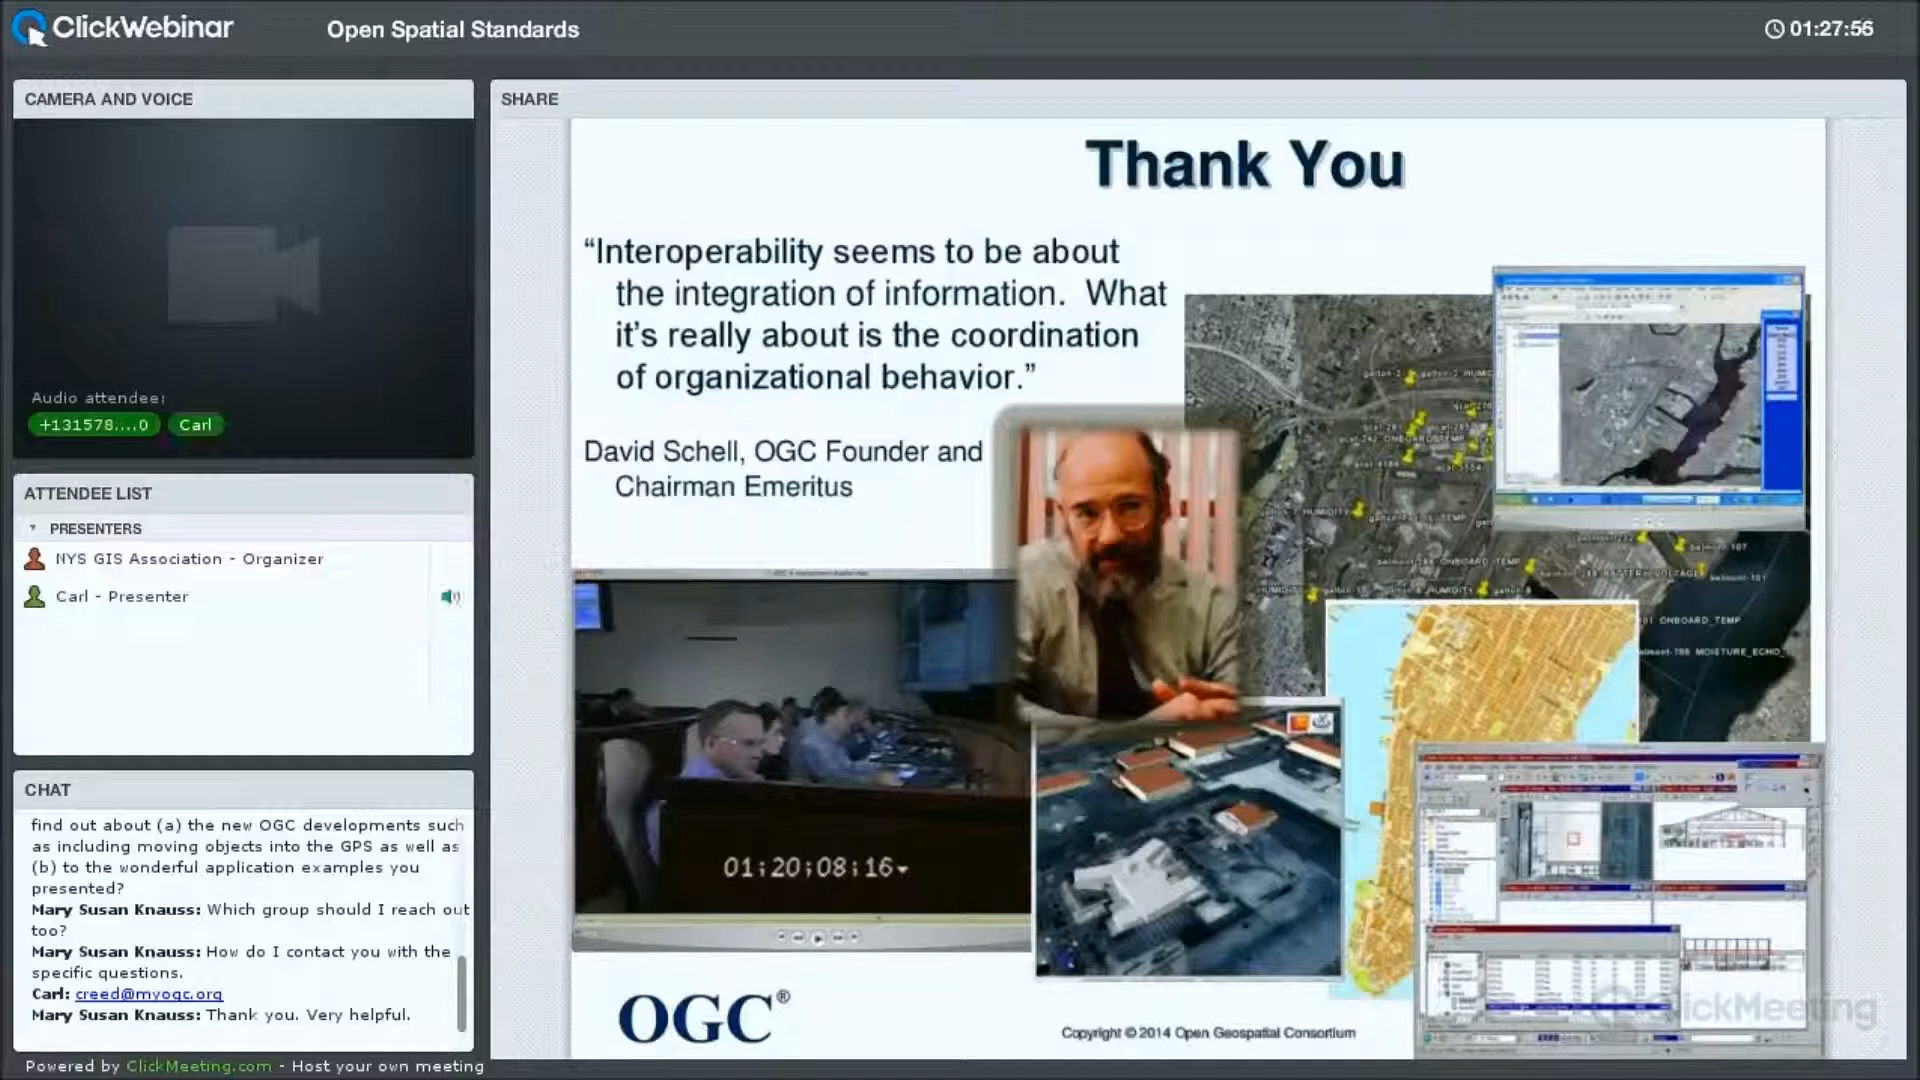 ClickWebinar
Open Spatial Standards
01:27:56
CAMERA AND VOICE
Audio attendee:
+131578....0
Carl
ATTENDEE LIST
PRESENTERS
NYS GIS Association - Organizer
Carl - Presenter
CHAT
find out about (a) the new OGC developments such
as including moving objects into the GPS as well as
(b) to the wonderful application examples you
presented?
Mary Susan Knauss: Which group should I reach out
too?
Mary Susan Knauss: How do I contact you with the
specific questions.
Carl: creed@myogc.org
Mary Susan Knauss: Thank you. Very helpful.
Powered by ClickMeeting.com - Host your own meeting
SHARE
Thank You
“Interoperability seems to be about
the integration of information. What
it’s really about is the coordination
of organizational behavior.”
David Schell, OGC Founder and
Chairman Emeritus
01:20:08:16
ONBOARD_TEMP
OGC®
Copyright © 2014 Open Geospatial Consortium
ClickMeeting